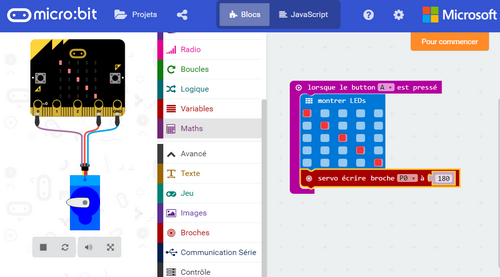 micro:bit
Projets
Blocs
JavaScript
Microsoft
Pour commencer
Radio
Boucles
Logique
Variables
Maths
Avancé
Texte
Jeu
Images
Broches
Communication Série
Contrôle
lorsque le button A est pressé
montrer LEDs
servo écrire broche P0 à 180